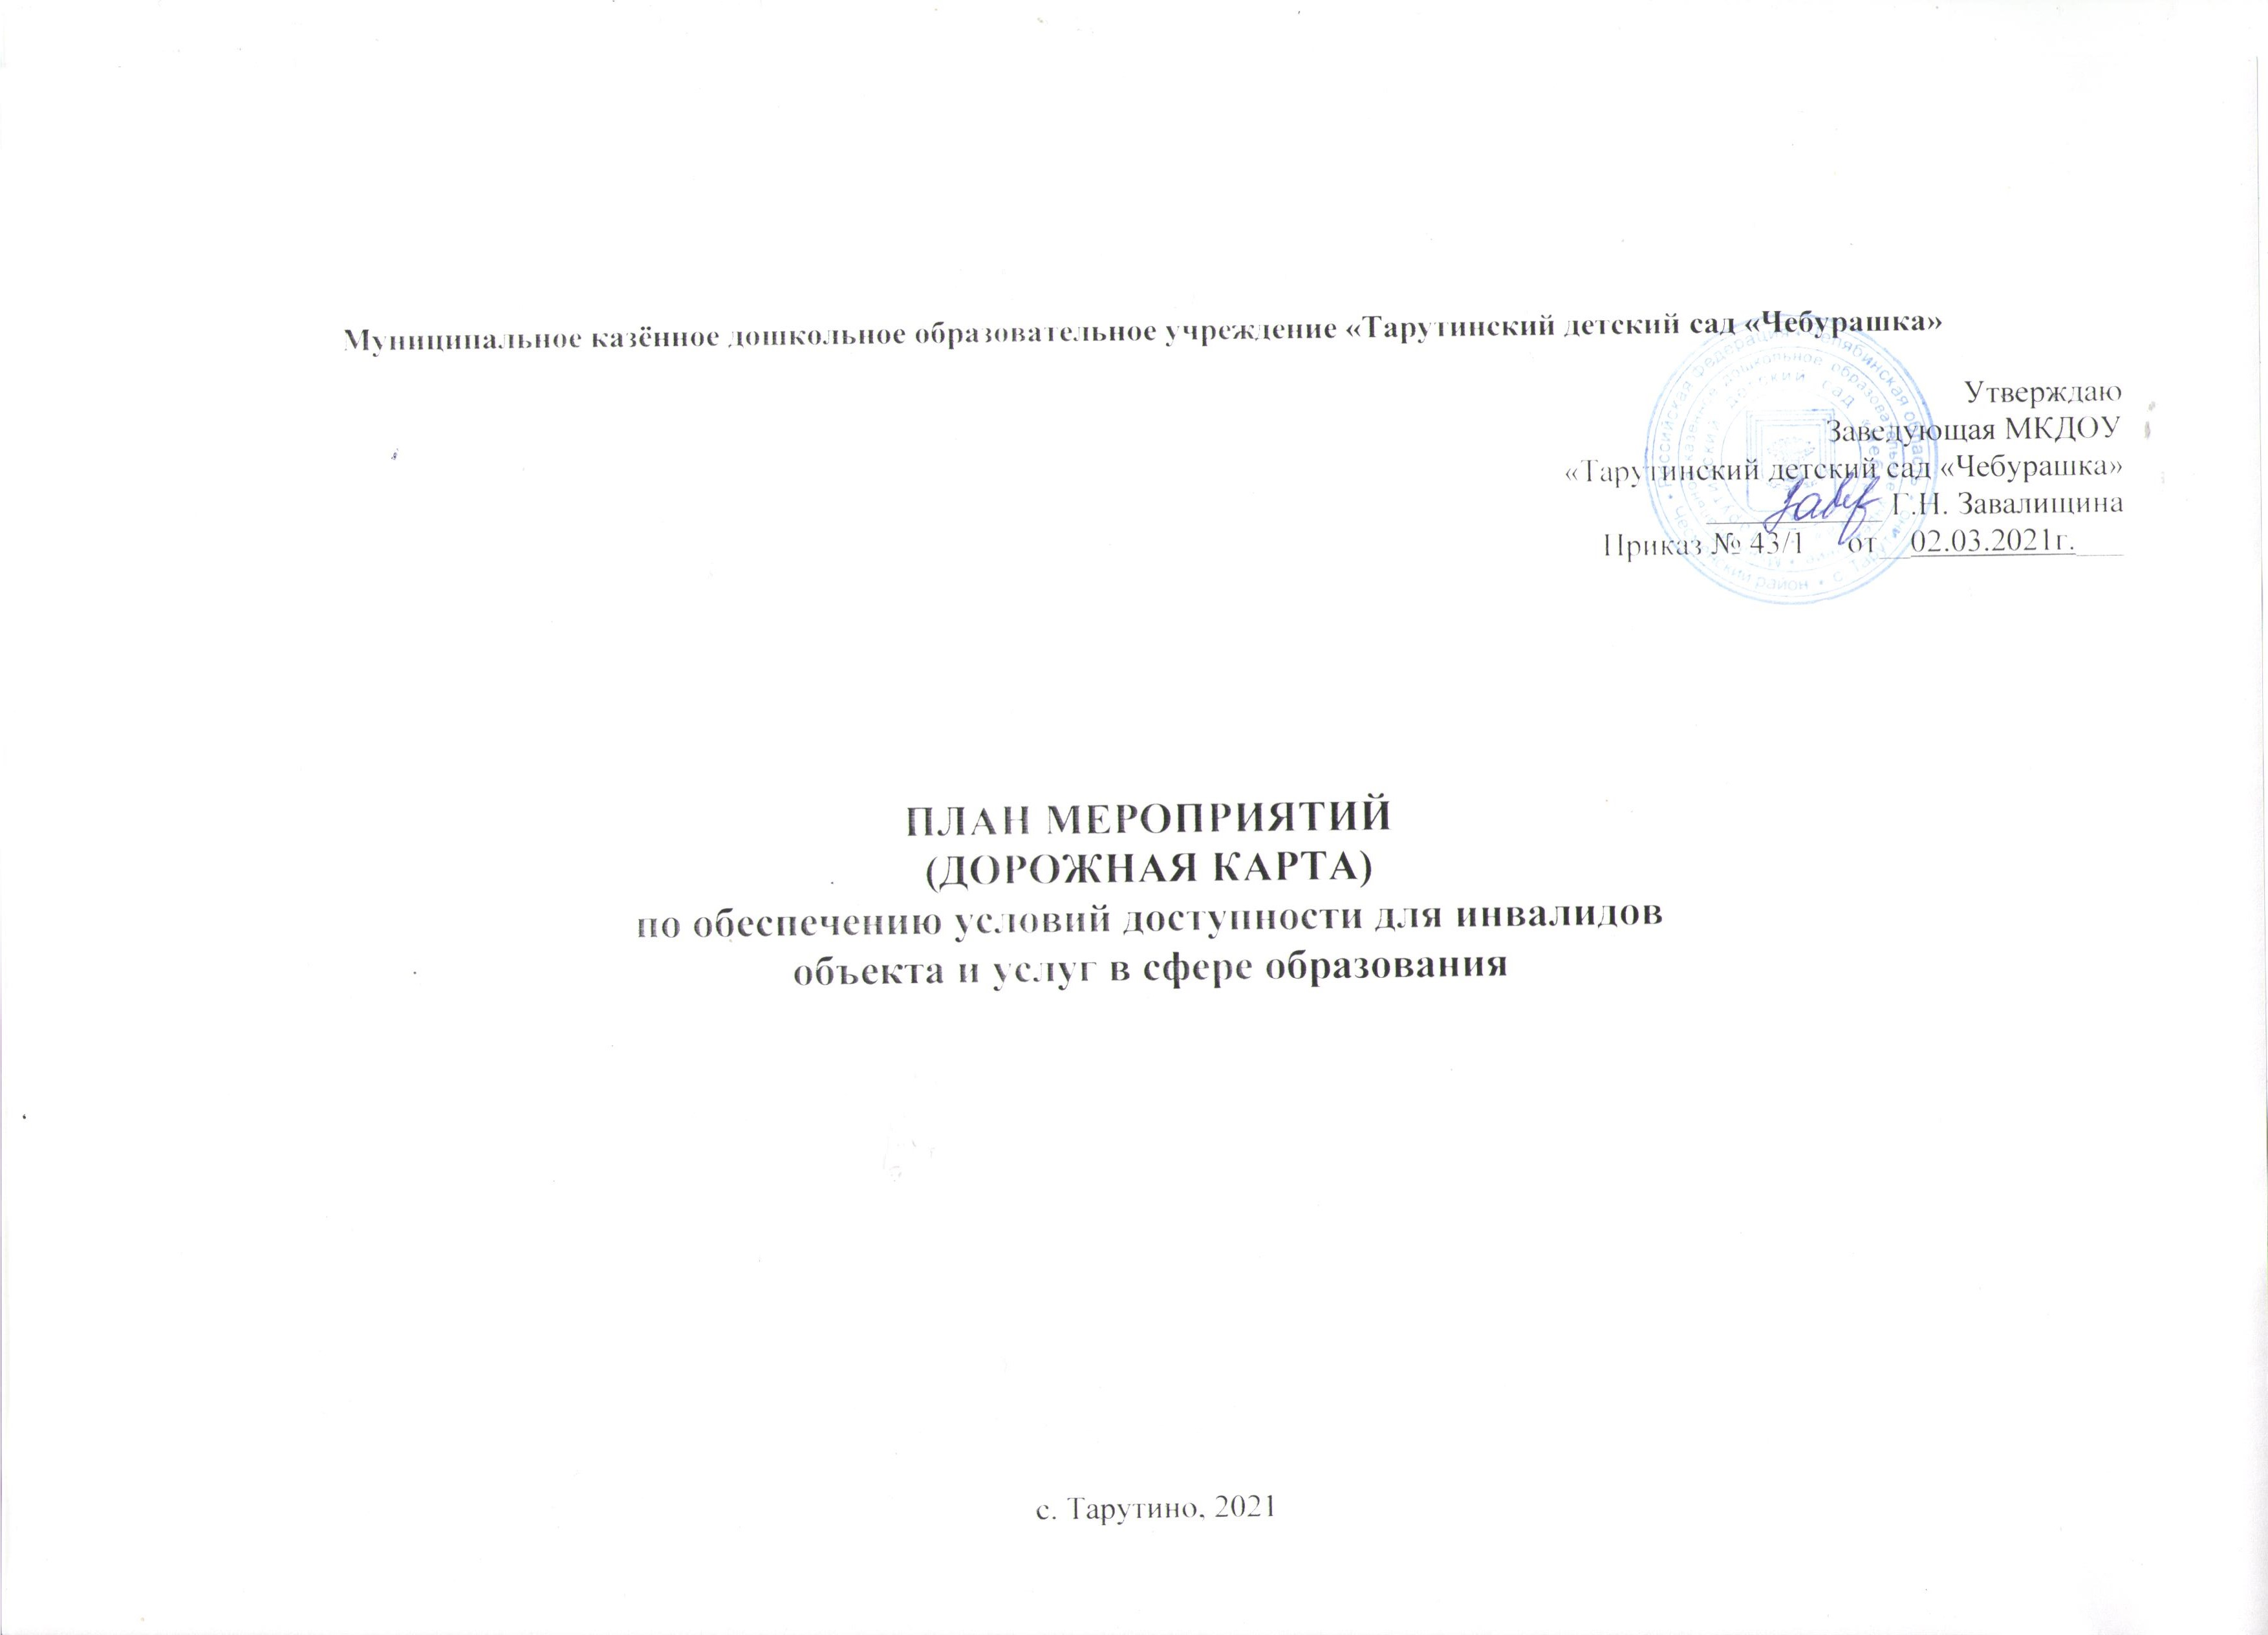 Муниципальное казённое дошкольное образовательное учреждение «Тарутинский детский сад «Чебурашка»
Утверждаю
Заведующая МКДОУ
«Тарутинский детский сад «Чебурашка»
Г.Н. Завалищина
Приказ № 43/1 от 02.03.2021г.
ПЛАН МЕРОПРИЯТИЙ
(ДОРОЖНАЯ КАРТА)
по обеспечению условий доступности для инвалидов
объекта и услуг в сфере образования
с. Тарутино, 2021